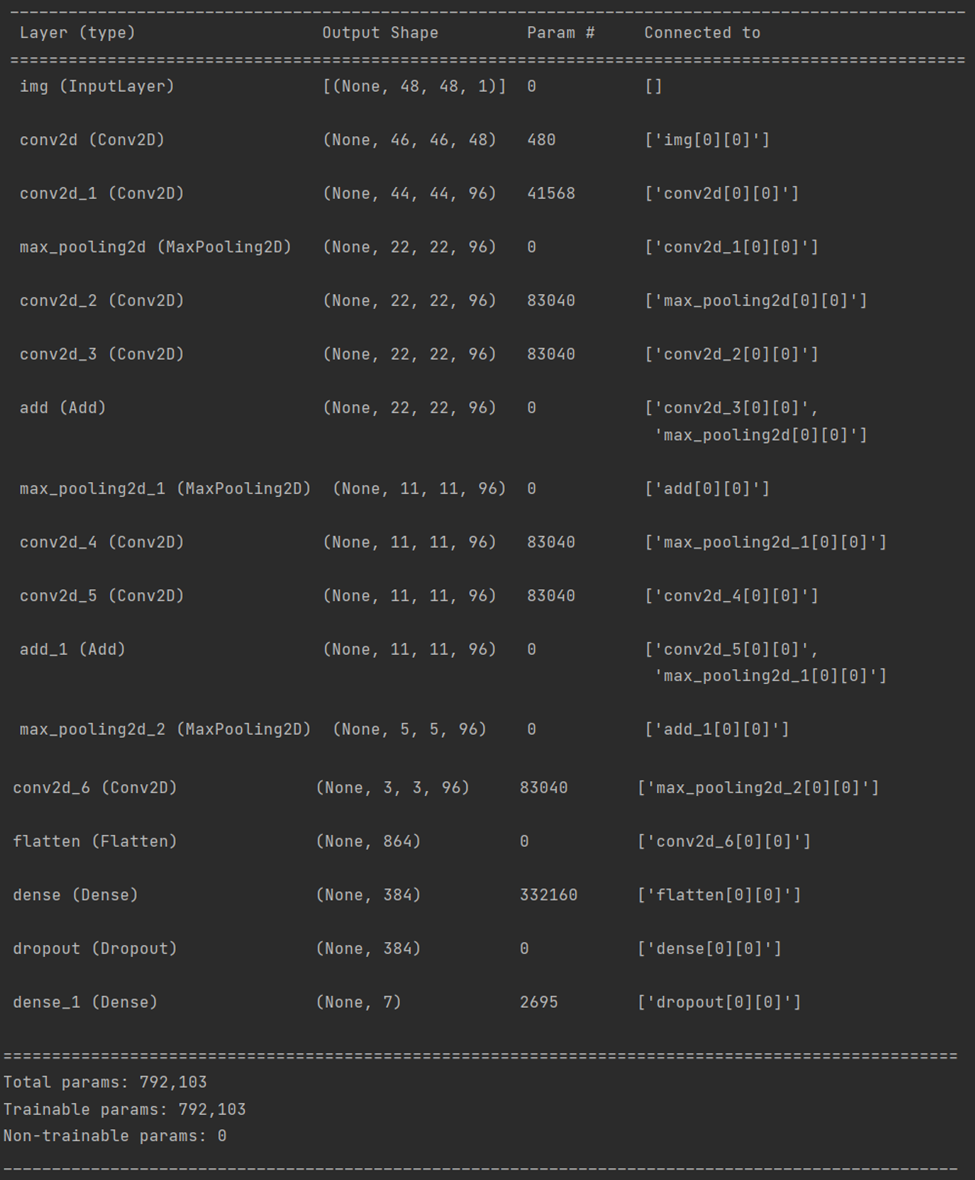 Layer (type) Output Shape Param # Connected to
==================================================================================================
img (InputLayer) [(None, 48, 48, 1)] 0 []
conv2d (Conv2D) (None, 46, 46, 48) 480 ['img[0][0]']
conv2d_1 (Conv2D) (None, 44, 44, 96) 41568 ['conv2d[0][0]']
max_pooling2d (MaxPooling2D) (None, 22, 22, 96) 0 ['conv2d_1[0][0]']
conv2d_2 (Conv2D) (None, 22, 22, 96) 83040 ['max_pooling2d[0][0]']
conv2d_3 (Conv2D) (None, 22, 22, 96) 83040 ['conv2d_2[0][0]']
add (Add) (None, 22, 22, 96) 0 ['conv2d_3[0][0]',
'max_pooling2d[0][0]']
max_pooling2d_1 (MaxPooling2D) (None, 11, 11, 96) 0 ['add[0][0]']
conv2d_4 (Conv2D) (None, 11, 11, 96) 83040 ['max_pooling2d_1[0][0]']
conv2d_5 (Conv2D) (None, 11, 11, 96) 83040 ['conv2d_4[0][0]']
add_1 (Add) (None, 11, 11, 96) 0 ['conv2d_5[0][0]',
'max_pooling2d_1[0][0]']
max_pooling2d_2 (MaxPooling2D) (None, 5, 5, 96) 0 ['add_1[0][0]']
conv2d_6 (Conv2D) (None, 3, 3, 96) 83040 ['max_pooling2d_2[0][0]']
flatten (Flatten) (None, 864) 0 ['conv2d_6[0][0]']
dense (Dense) (None, 384) 332160 ['flatten[0][0]']
dropout (Dropout) (None, 384) 0 ['dense[0][0]']
dense_1 (Dense) (None, 7) 2695 ['dropout[0][0]']
==================================================================================================
Total params: 792,103
Trainable params: 792,103
Non-trainable params: 0